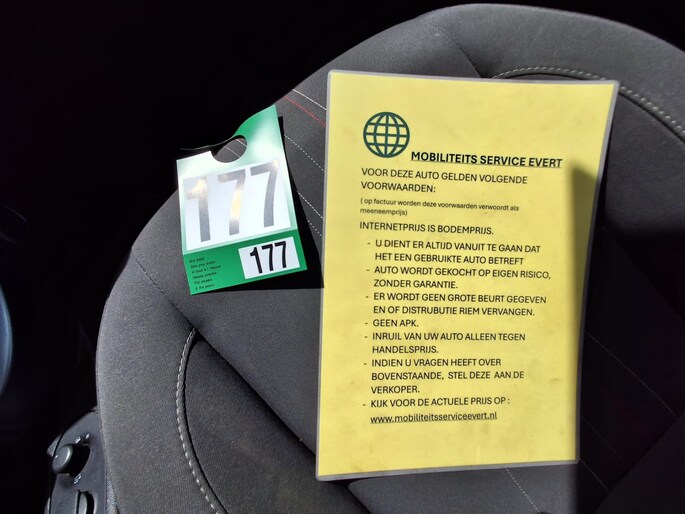 177
177
MOBILITEITS SERVICE EVERT
VOOR DEZE AUTO GELDEN VOLGENDE
VOORWAARDEN:
( op factuur worden deze voorwaarden verwoordt als
meeneemprijs)
INTERNETPRIJS IS BODEMPRIJS.
- U DIENT ER ALTIJD VANUIT TE GAAN DAT
HET EEN GEBRUIKTE AUTO BETREFT
- AUTO WORDT GEKOCHT OP EIGEN RISICO,
ZONDER GARANTIE.
- ER WORDT GEEN GROTE BEURT GEGEVEN
EN OF DISTRUBUTIE RIEM VERVANGEN.
- GEEN APK.
- INRUIL VAN UW AUTO ALLEEN TEGEN
HANDELSPRIJS.
- INDIEN U VRAGEN HEEFT OVER
BOVENSTAANDE, STEL DEZE AAN DE
VERKOPER.
- KIJK VOOR DE ACTUELE PRIJS OP :
www.mobiliteitsserviceevert.nl